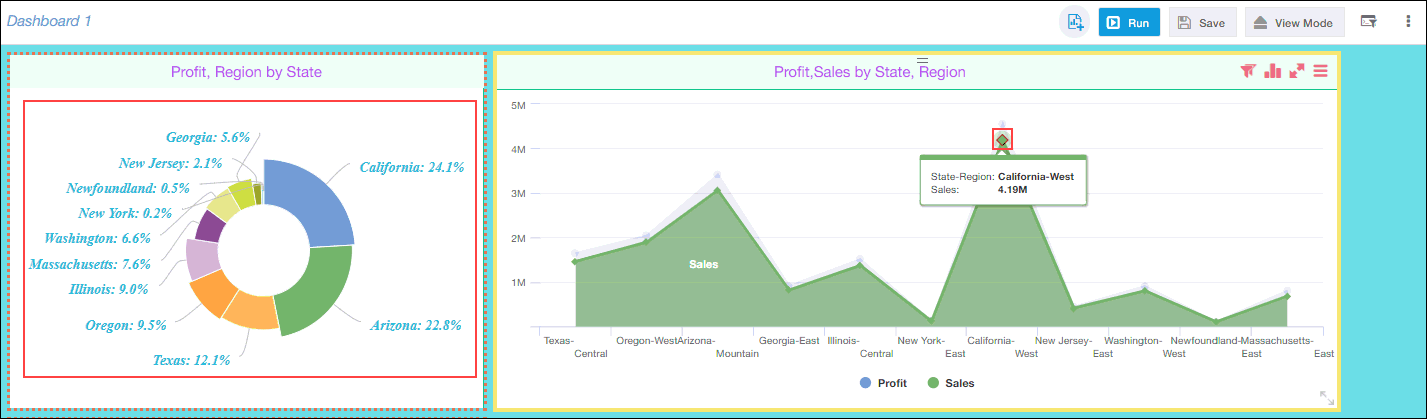 Dashboard 1
Run
Save
View Mode
Profit, Region by State
Georgia: 5.6%
New Jersey: 2.1%
California: 24.1%
Newfoundland: 0.5%
New York: 0.2%
Washington: 6.6%
Massachusetts: 7.6%
Illinois: 9.0%
Oregon: 9.5%
Arizona: 22.8%
Texas: 12.1%
Profit,Sales by State, Region
5M
4M
3M
2M
1M
State-Region: California-West
Sales: 4.19M
Sales
Texas-
Central
Oregon-West
Arizona-
Mountain
Georgia-East
Illinois-
Central
New York-
East
California-
West
New Jersey-
East
Washington-
West
Newfoundland-
East
Massachusetts-
East
Profit
Sales